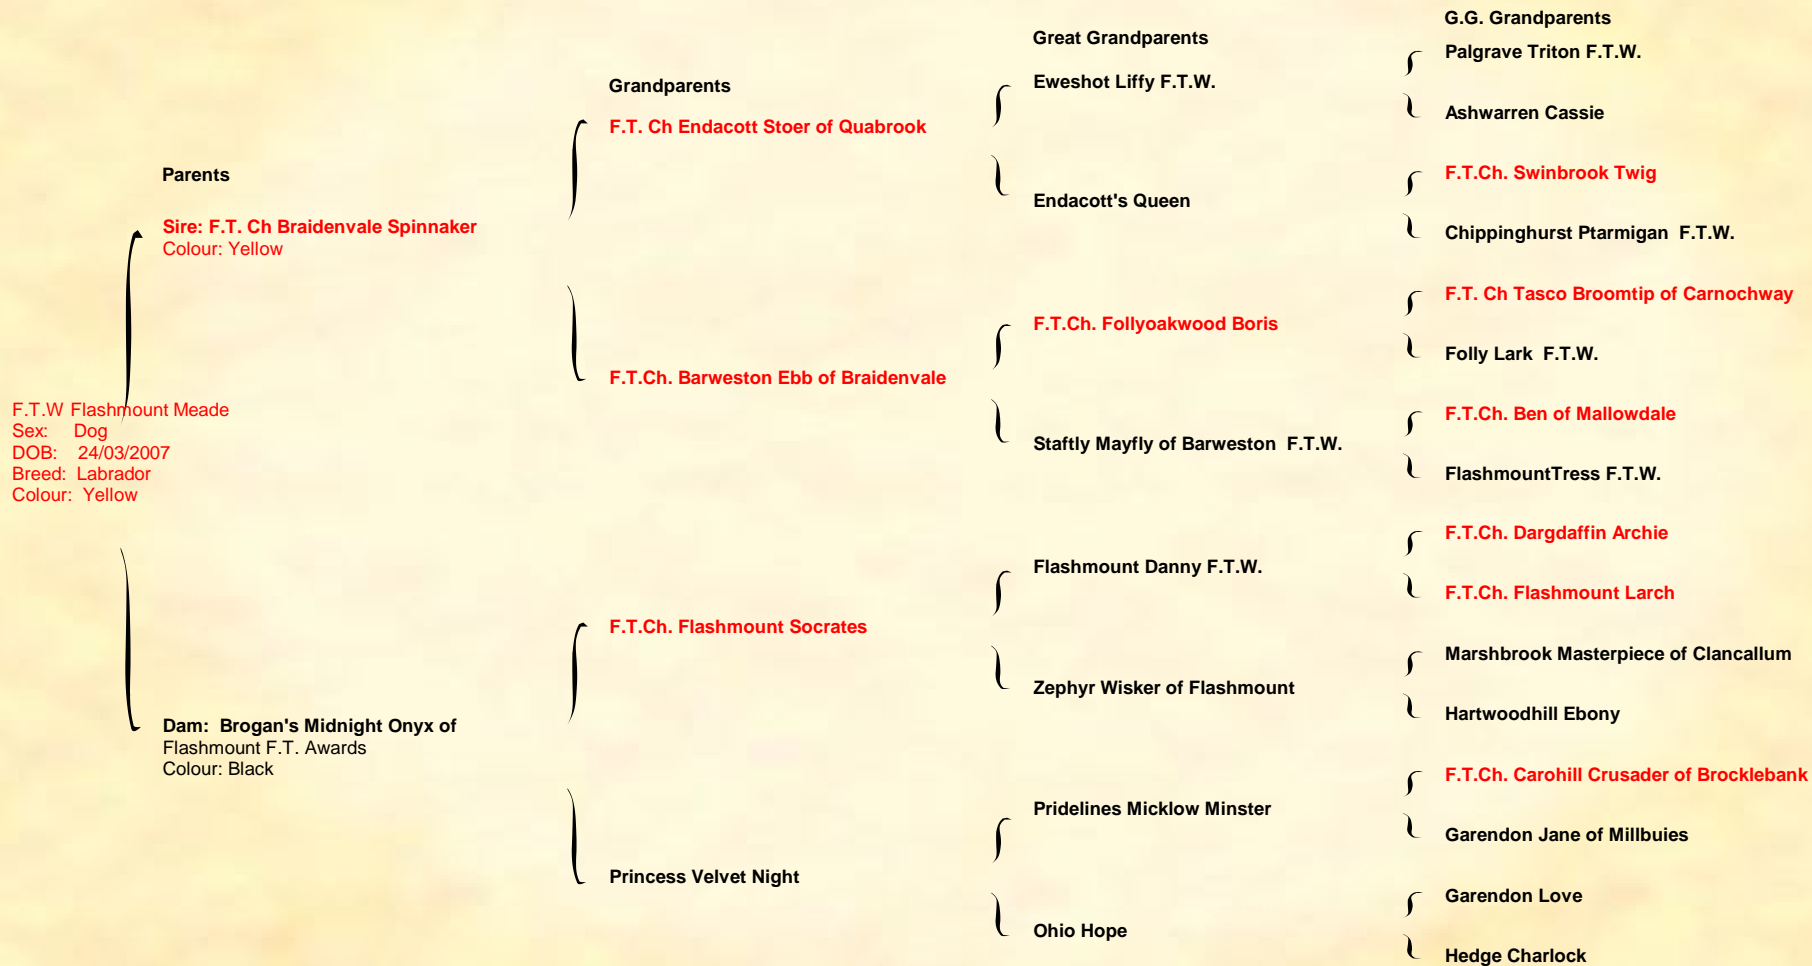 F.T.W Flashmount Meade
Sex: Dog
DOB: 24/03/2007
Breed: Labrador
Colour: Yellow
Parents
Sire: F.T. Ch Braidenvale Spinnaker
Colour: Yellow
Dam: Brogan's Midnight Onyx of
Flashmount F.T. Awards
Colour: Black
Grandparents
F.T. Ch Endacott Stoer of Quabrook
F.T.Ch. Barweston Ebb of Braidenvale
F.T.Ch. Flashmount Socrates
Princess Velvet Night
Great Grandparents
Eweshot Liffy F.T.W.
Endacott's Queen
F.T.Ch. Follyoakwood Boris
Staftly Mayfly of Barweston F.T.W.
Flashmount Danny F.T.W.
Zephyr Wisker of Flashmount
Pridelines Micklow Minster
Ohio Hope
G.G. Grandparents
Palgrave Triton F.T.W.
Ashwarren Cassie
F.T.Ch. Swinbrook Twig
Chippinghurst Ptarmigan F.T.W.
F.T. Ch Tasco Broomtip of Carnochway
Folly Lark F.T.W.
F.T.Ch. Ben of Mallowdale
FlashmountTress F.T.W.
F.T.Ch. Dargdaffin Archie
F.T.Ch. Flashmount Larch
Marshbrook Masterpiece of Clancallum
Hartwoodhill Ebony
F.T.Ch. Carohill Crusader of Brocklebank
Garendon Jane of Millbuies
Garendon Love
Hedge Charlock